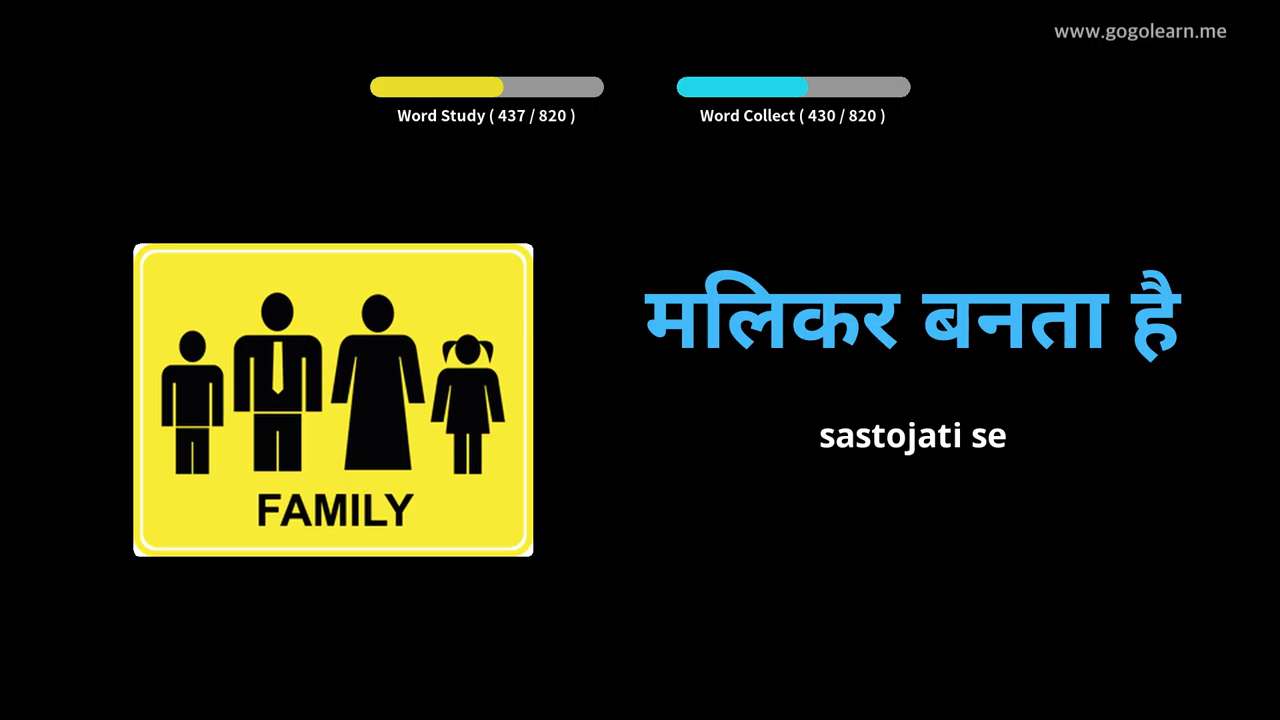 www.gogolearn.me
Word Study ( 437 / 820 )
Word Collect ( 430 / 820 )
मलिकर बनता है
sastojati se
FAMILY